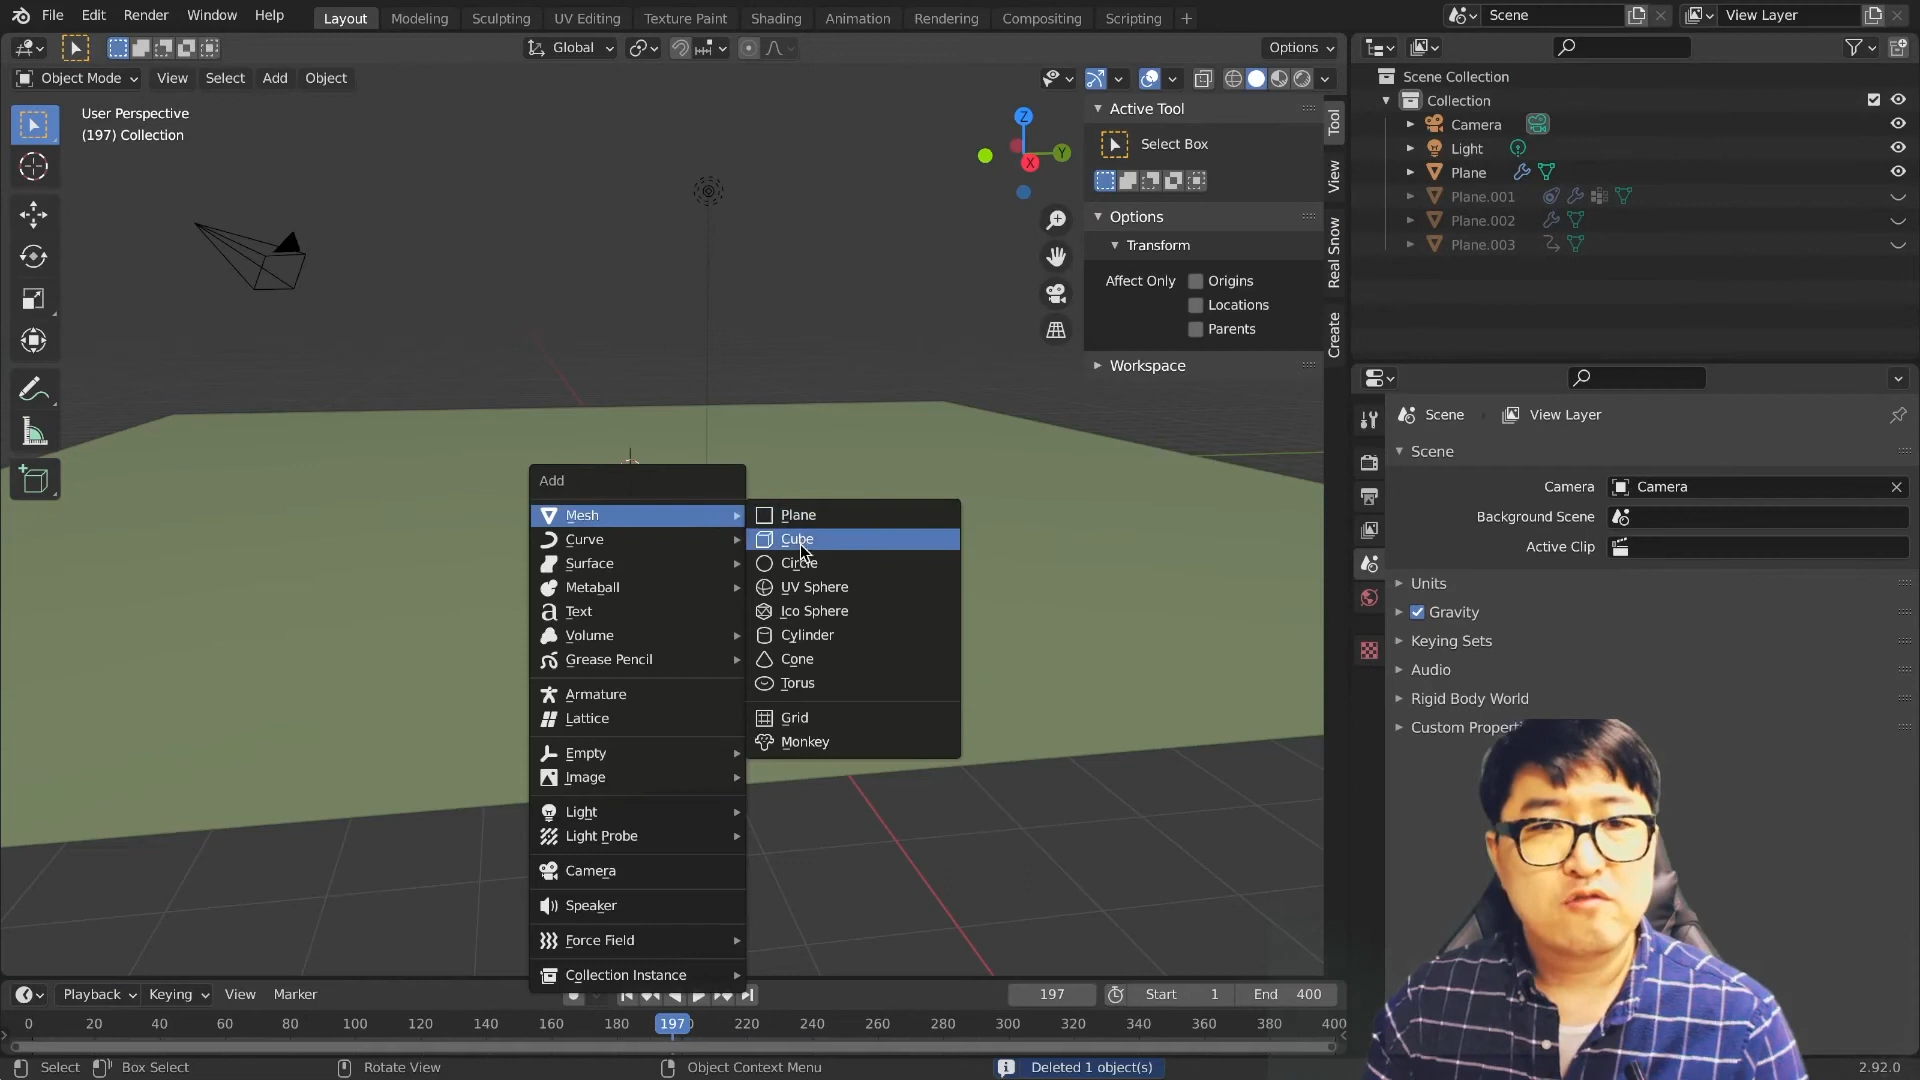 File Edit Render Window Help Layout Modeling Sculpting UV Editing Texture Paint Shading Animation Rendering Compositing Scripting + Scene View Layer
Global Options
Object Mode View Select Add Object
User Perspective
(197) Collection
Z
Y
X
Active Tool
Select Box
Options
Transform
Affect Only Origins
Locations
Parents
Workspace
Tool
View
Real Snow
Create
Scene Collection
Collection
Camera
Light
Plane
Plane.001
Plane.002
Plane.003
Scene View Layer
Scene
Camera Camera
Background Scene
Active Clip
Units
Gravity
Keying Sets
Audio
Rigid Body World
Custom Properti
Add
Mesh
Curve
Surface
Metaball
Text
Volume
Grease Pencil
Armature
Lattice
Empty
Image
Light
Light Probe
Camera
Speaker
Force Field
Collection Instance
Plane
Cube
Circle
UV Sphere
Ico Sphere
Cylinder
Cone
Torus
Grid
Monkey
Playback Keying View Marker 197 Start 1 End 400
0 20 40 60 80 100 120 140 160 180 197 220 240 260 280 300 320 340 360 380 400
Select Box Select Rotate View Object Context Menu Deleted 1 object(s) 2.92.0